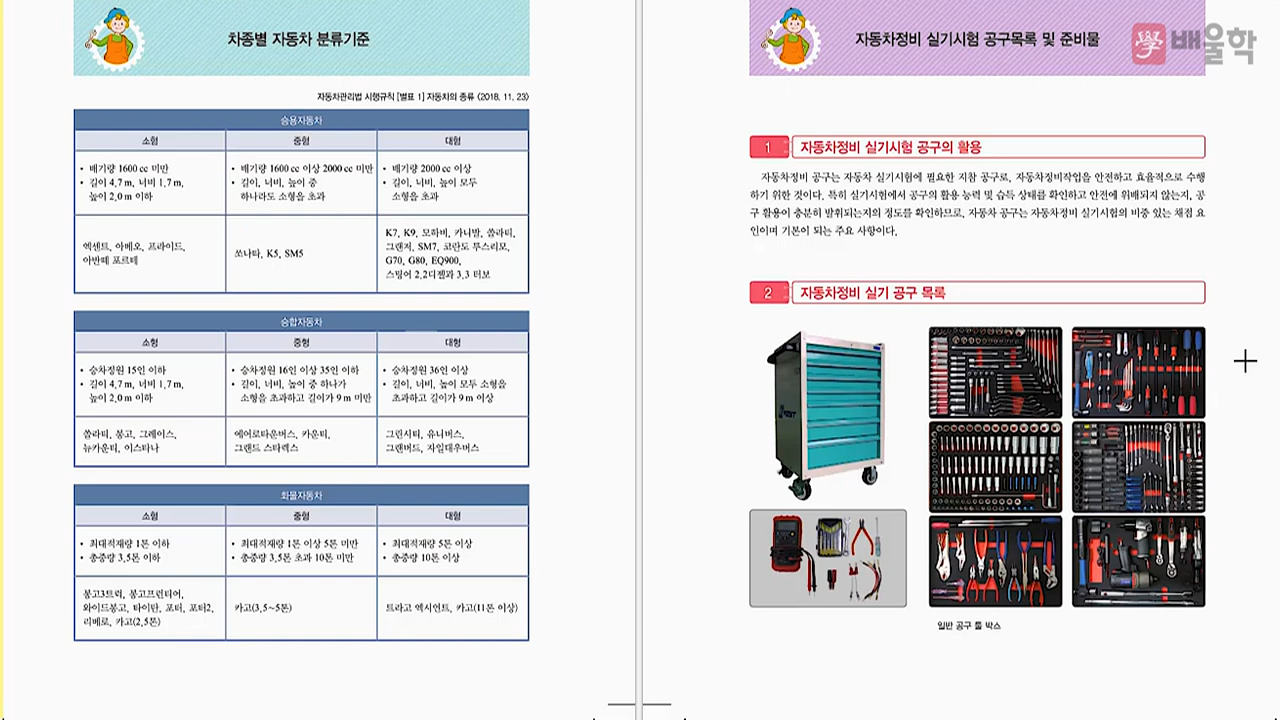 차종별 자동차 분류기준
자동차관리법 시행규칙 [별표 1] 자동차의 종류 〈2018. 11. 23〉
승용자동차
소형 중형 대형
• 배기량 1600 cc 미만
• 길이 4.7 m, 너비 1.7 m,
높이 2.0 m 이하
• 배기량 1600 cc 이상 2000 cc 미만
• 길이, 너비, 높이 중
하나라도 소형을 초과
• 배기량 2000 cc 이상
• 길이, 너비, 높이 모두
소형을 초과
엑센트, 아베오, 프라이드,
아반떼 포르테
쏘나타, K5, SM5
K7, K9, 모하비, 카니발, 쏠라티,
그랜저, SM7, 코란도 투스리모,
G70, G80, EQ900,
스팅어 2.2디젤과 3.3 터보
승합자동차
소형 중형 대형
• 승차정원 15인 이하
• 길이 4.7 m, 너비 1.7 m,
높이 2.0 m 이하
• 승차정원 16인 이상 35인 이하
• 길이, 너비, 높이 중 하나가
소형을 초과하고 길이가 9 m 미만
• 승차정원 36인 이상
• 길이, 너비, 높이 모두 소형을
초과하고 길이가 9 m 이상
쏠라티, 봉고, 그레이스,
뉴카운티, 이스타나
에어로타운버스, 카운티,
그랜드 스타렉스
그린시티, 유니버스,
그랜버드, 자일대우버스
화물자동차
소형 중형 대형
• 최대적재량 1톤 이하
• 총중량 3.5톤 이하
• 최대적재량 1톤 이상 5톤 미만
• 총중량 3.5톤 초과 10톤 미만
• 최대적재량 5톤 이상
• 총중량 10톤 이상
봉고3트럭, 봉고프런티어,
와이드봉고, 타이탄, 포터, 포터2,
리베로, 카고(2.5톤)
카고(3.5~5톤)
트라고 엑시언트, 카고(11톤 이상)
자동차정비 실기시험 공구목록 및 준비물
學 배울학
1 자동차정비 실기시험 공구의 활용
자동차정비 공구는 자동차 실기시험에 필요한 지참 공구로, 자동차정비작업을 안전하고 효율적으로 수행
하기 위한 것이다. 특히 실기시험에서 공구의 활용 능력 및 습득 상태를 확인하고 안전에 위배되지 않는지, 공
구 활용이 충분히 발휘되는지의 정도를 확인하므로, 자동차 공구는 자동차정비 실기시험의 비중 있는 채점 요
인이며 기본이 되는 주요 사항이다.
2 자동차정비 실기 공구 목록
일반 공구 툴 박스